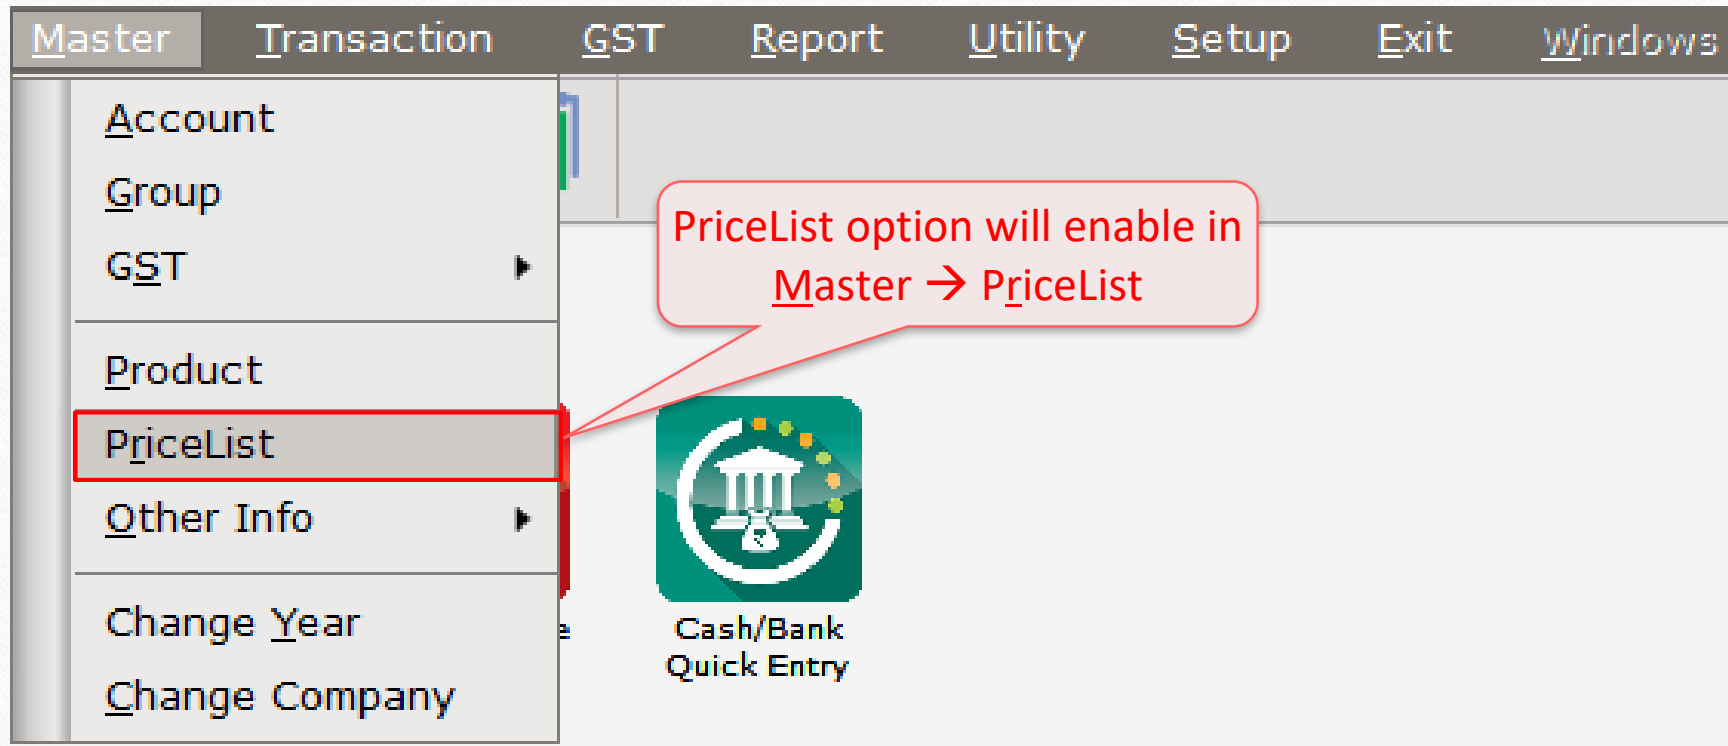 Master Transaction GST Report Utility Setup Exit Windows
Account
Group
GST
PriceList option will enable in
Master → PriceList
Product
PriceList
Other Info
Change Year
Change Company
Cash/Bank
Quick Entry